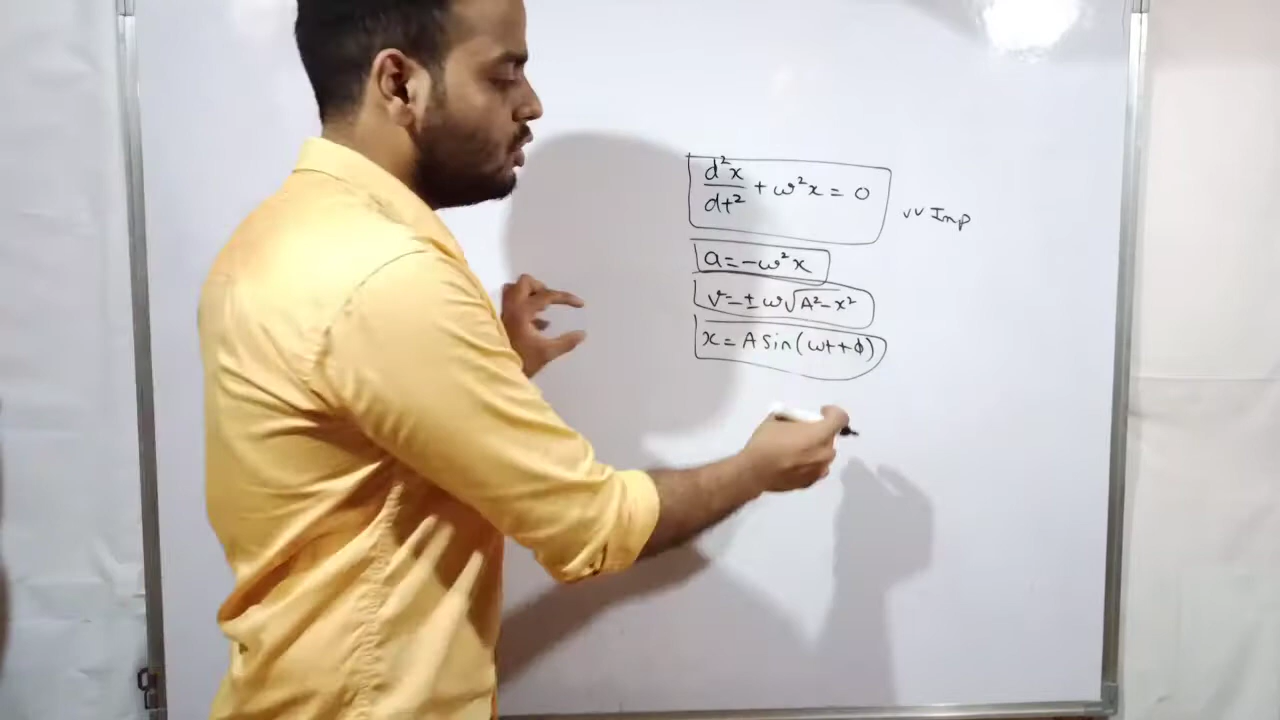 d²x/dt² + ω²x = 0
vv Imp
a = -ω²x
v = ± ω√A² - x²
x = A sin(ωt + φ)